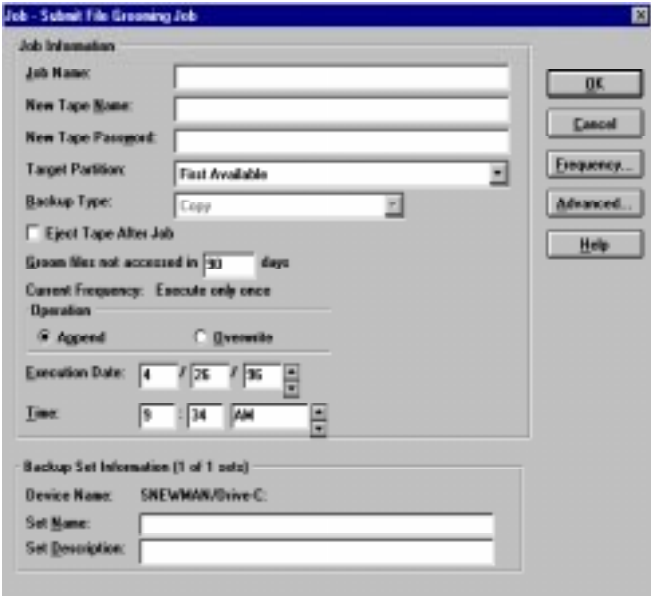 Job - Submit File Grooming Job
Job Information
Job Name:
New Tape Name:
New Tape Password:
Target Partition: First Available
Backup Type: Copy
Eject Tape After Job
Groom files not accessed in 90 days
Current Frequency: Execute only once
Operation
Append Overwrite
Execution Date: 4 / 26 / 96
Time: 9 : 34 AM
OK
Cancel
Frequency...
Advanced...
Help
Backup Set Information (1 of 1 sets)
Device Name: SNEWMAN/Drive-C:
Set Name:
Set Description: